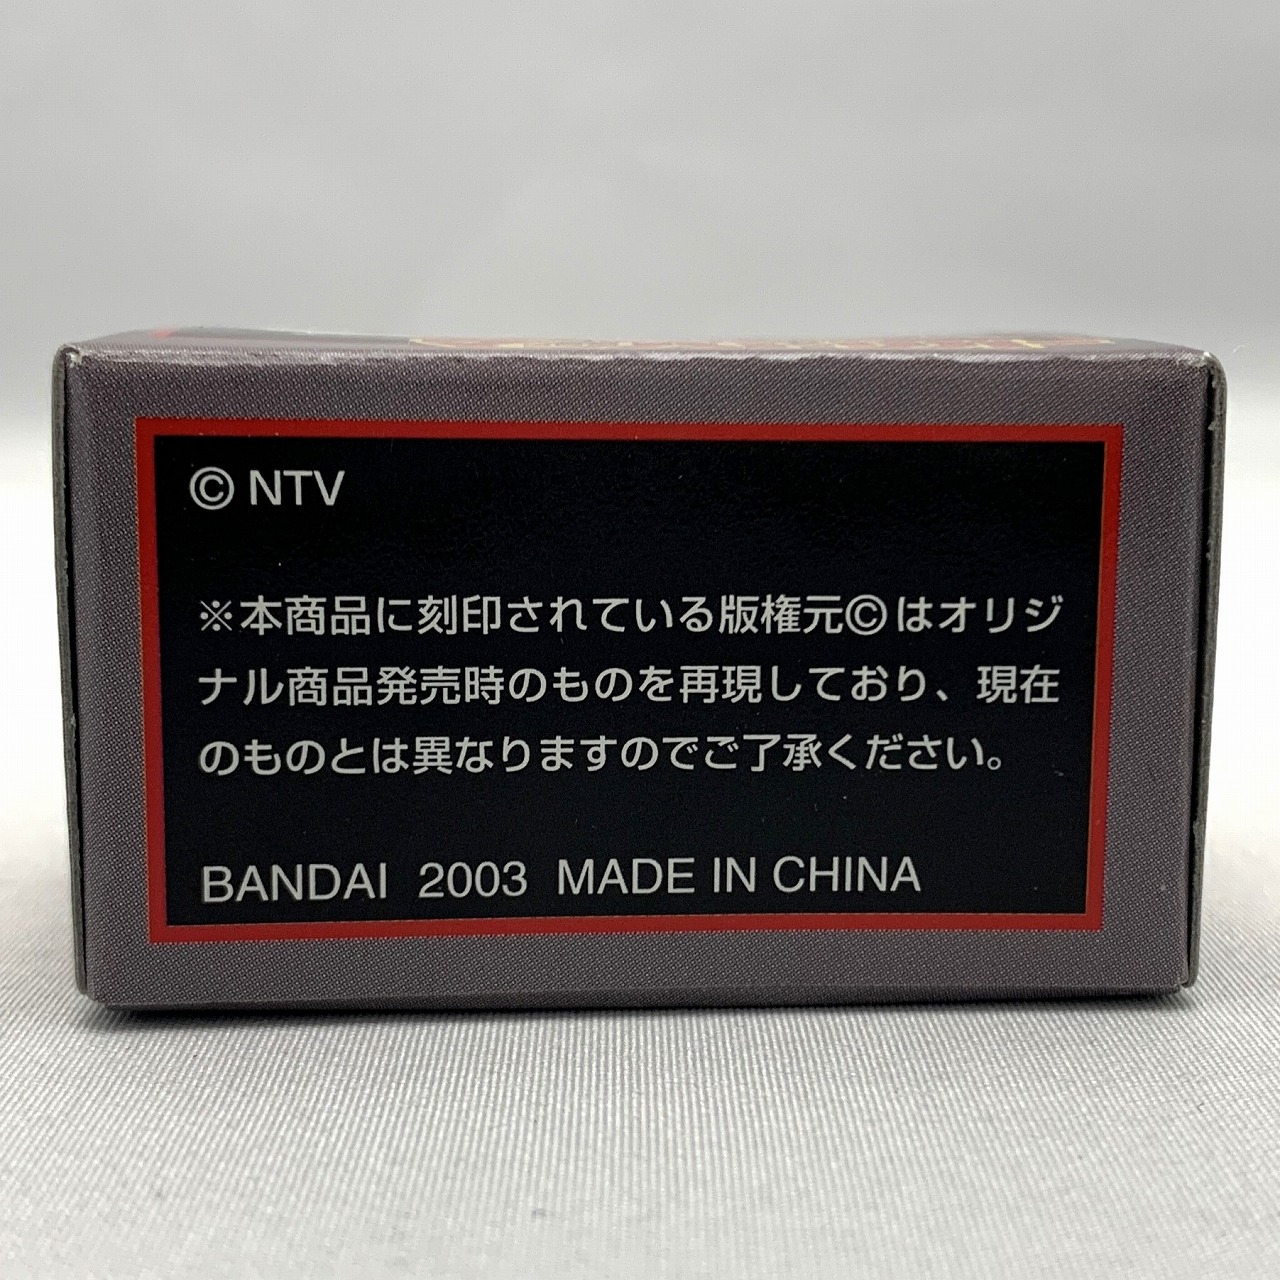 © NTV
※本商品に刻印されている版権元©はオリジ
ナル商品発売時のものを再現しており、現在
のものとは異なりますのでご了承ください。
BANDAI 2003 MADE IN CHINA